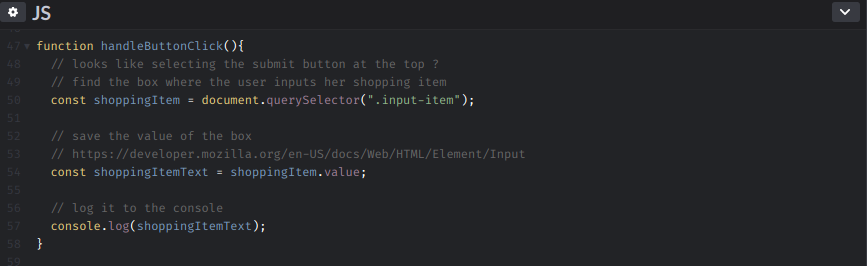 JS
47 function handleButtonClick(){
48 // looks like selecting the submit button at the top ?
49 // find the box where the user inputs her shopping item
50 const shoppingItem = document.querySelector(".input-item");
51
52 // save the value of the box
53 // https://developer.mozilla.org/en-US/docs/Web/HTML/Element/Input
54 const shoppingItemText = shoppingItem.value;
55
56 // log it to the console
57 console.log(shoppingItemText);
58 }
59